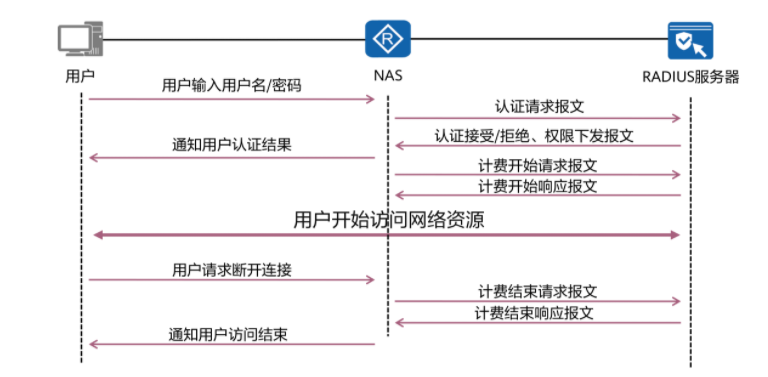 R
用户
NAS
RADIUS服务器
用户输入用户名/密码
认证请求报文
认证接受/拒绝、权限下发报文
通知用户认证结果
计费开始请求报文
计费开始响应报文
用户开始访问网络资源
用户请求断开连接
计费结束请求报文
计费结束响应报文
通知用户访问结束